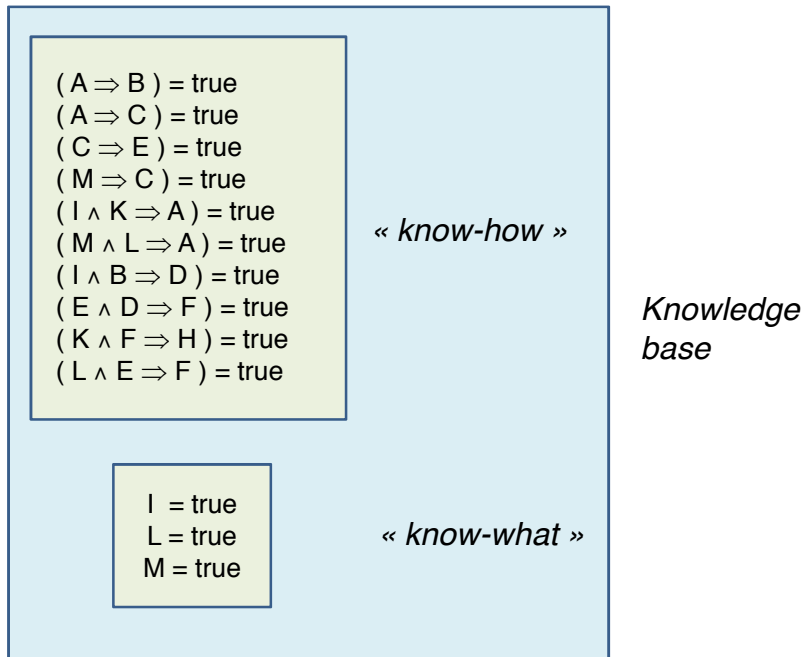 ( A ⇒ B ) = true
( A ⇒ C ) = true
( C ⇒ E ) = true
( M ⇒ C ) = true
( I ∧ K ⇒ A ) = true
( M ∧ L ⇒ A ) = true
( I ∧ B ⇒ D ) = true
( E ∧ D ⇒ F ) = true
( K ∧ F ⇒ H ) = true
( L ∧ E ⇒ F ) = true
« know-how »
Knowledge
base
I = true
L = true
M = true
« know-what »